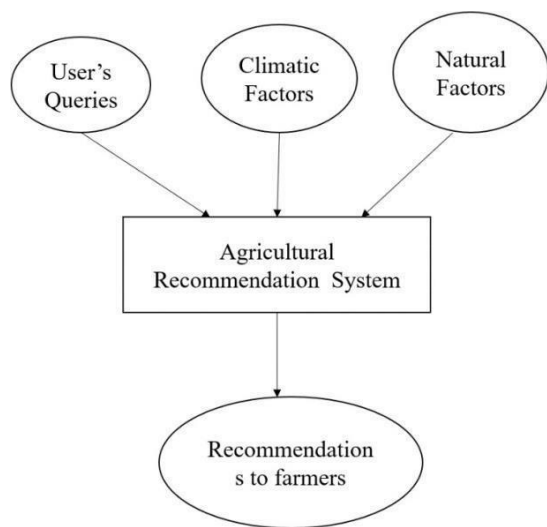 User's
Queries
Climatic
Factors
Natural
Factors
Agricultural
Recommendation System
Recommendation
s to farmers